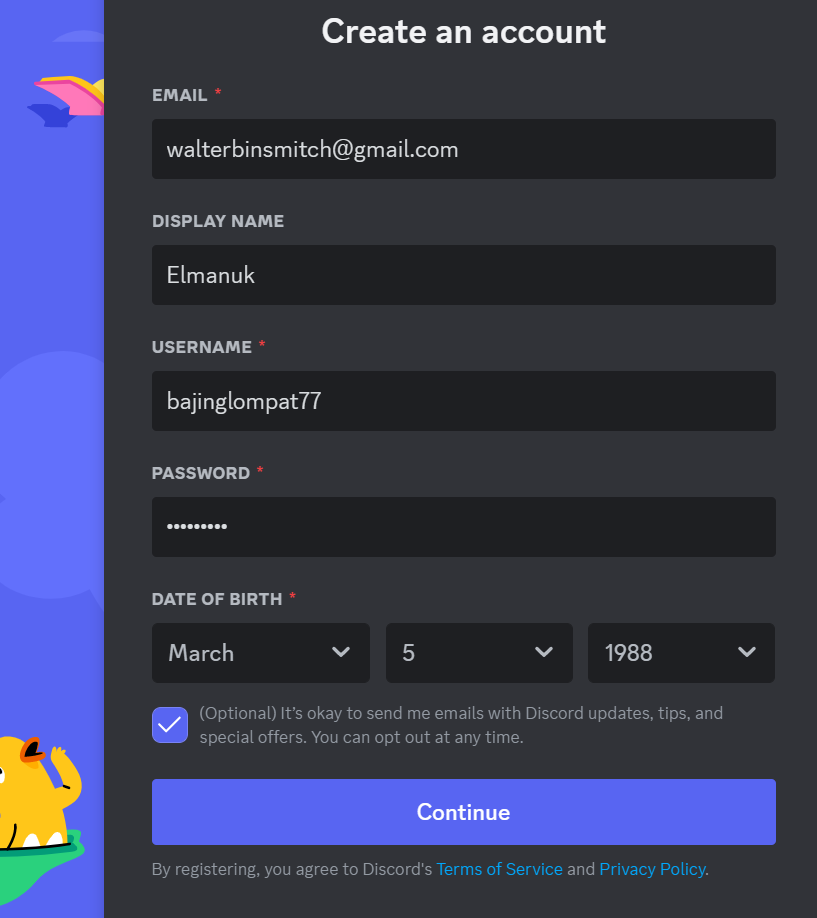 Create an account
EMAIL *
walterbinsmitch@gmail.com
DISPLAY NAME
Elmanuk
USERNAME *
bajinglompat77
PASSWORD *
•••••••••
DATE OF BIRTH *
March 5 1988
(Optional) It's okay to send me emails with Discord updates, tips, and
special offers. You can opt out at any time.
Continue
By registering, you agree to Discord's Terms of Service and Privacy Policy.